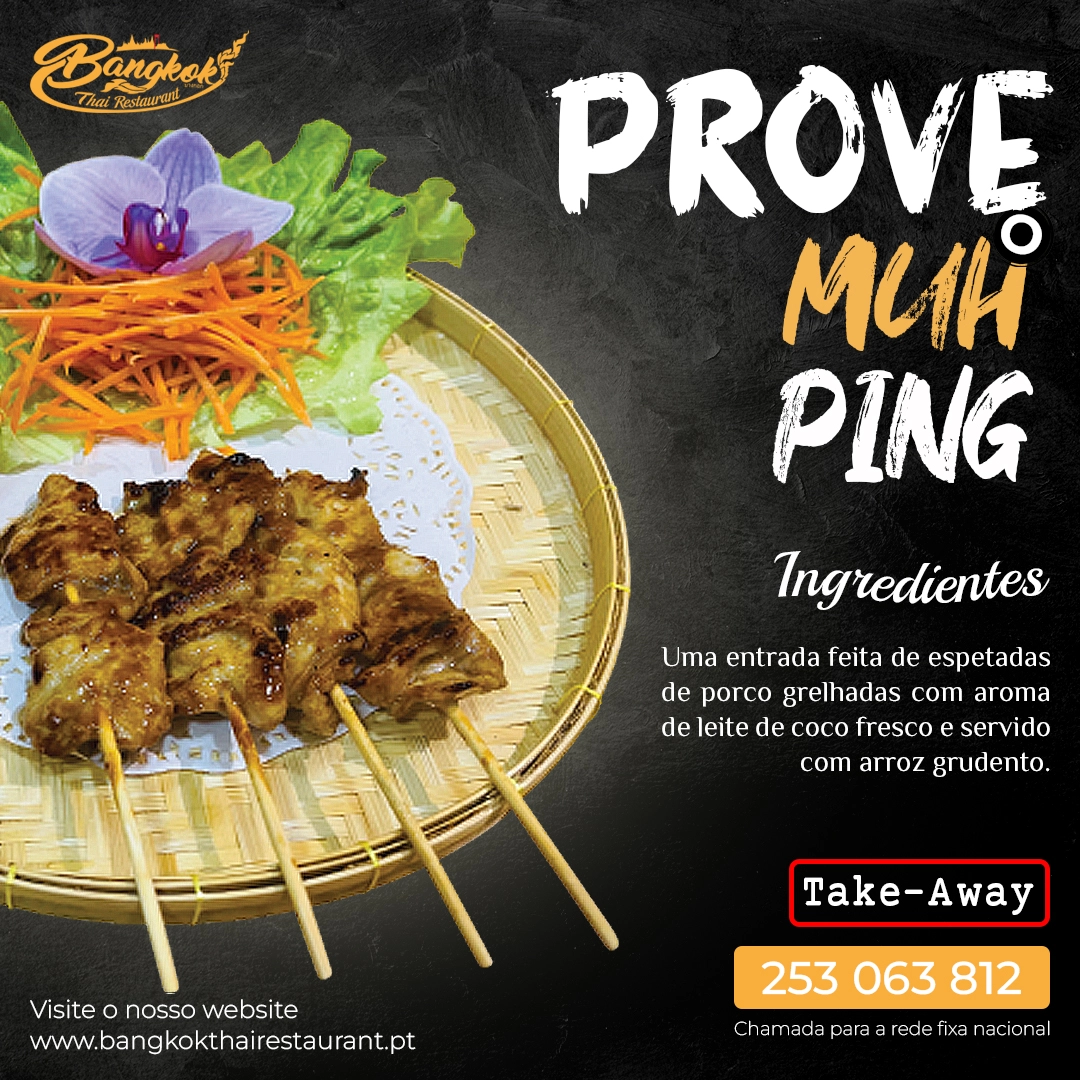 Bangkok
Thai Restaurant
PROVE
O
MUH
PING
Ingredientes
Uma entrada feita de espetadas
de porco grelhadas com aroma
de leite de coco fresco e servido
com arroz grudento.
Take-Away
253 063 812
Chamada para a rede fixa nacional
Visite o nosso website
www.bangkokthairestaurant.pt